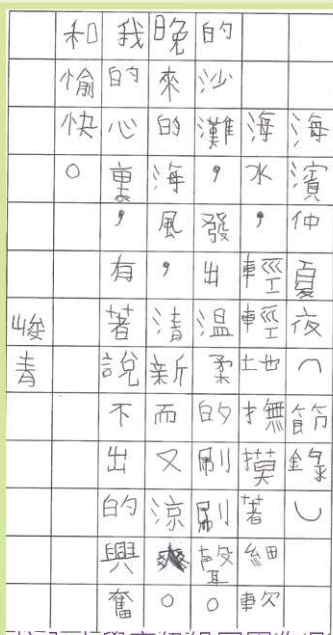 海濱仲夏夜（節錄）
海水，輕輕地撫摸著細軟
的沙灘，發出溫柔的刷刷聲。
晚來的海風，清新而又涼爽。
我的心裏，有著說不出的興奮
和愉快。
峻青